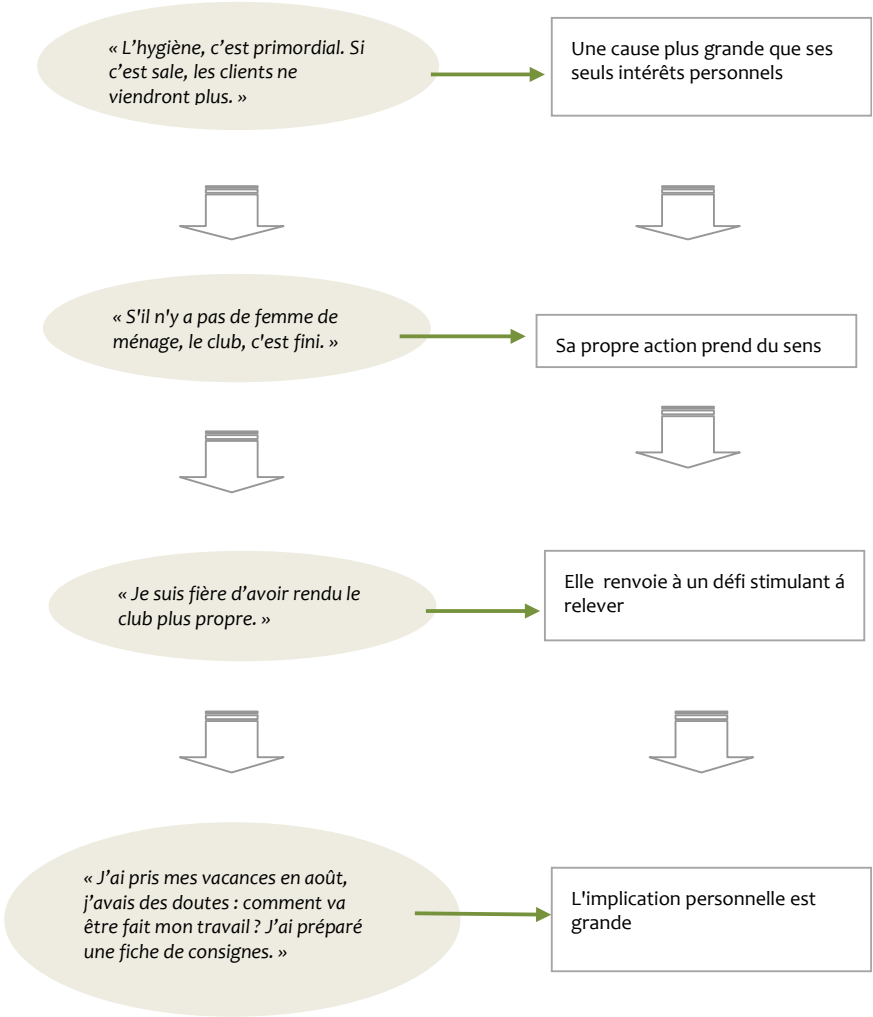 « L’hygiène, c’est primordial. Si
c’est sale, les clients ne
viendront plus. »
Une cause plus grande que ses
seuls intérêts personnels
« S'il n'y a pas de femme de
ménage, le club, c'est fini. »
Sa propre action prend du sens
« Je suis fière d’avoir rendu le
club plus propre. »
Elle  renvoie à un défi stimulant á
relever
« J’ai pris mes vacances en août,
j’avais des doutes : comment va
être fait mon travail ? J’ai préparé
une fiche de consignes. »
L'implication personnelle est
grande